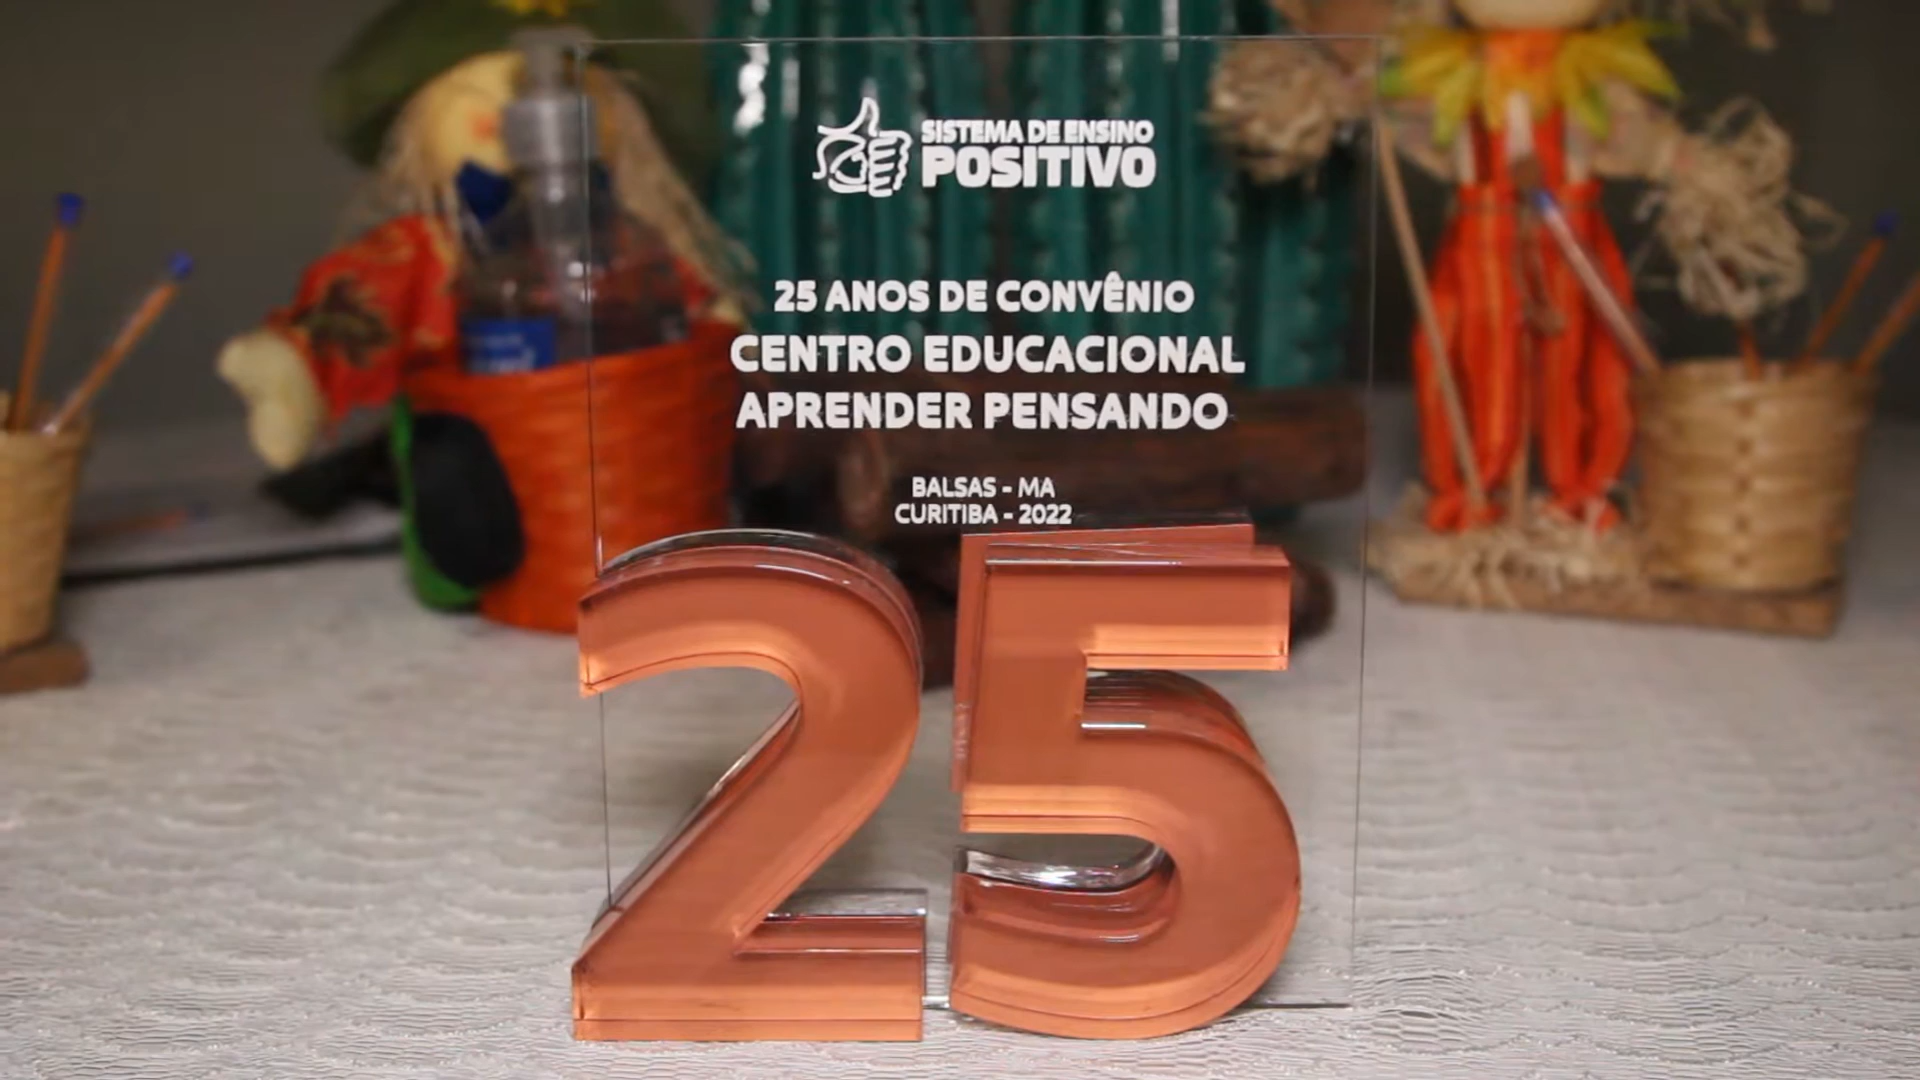 SISTEMA DE ENSINO
POSITIVO
25 ANOS DE CONVÊNIO
CENTRO EDUCACIONAL
APRENDER PENSANDO
BALSAS - MA
CURITIBA - 2022
25